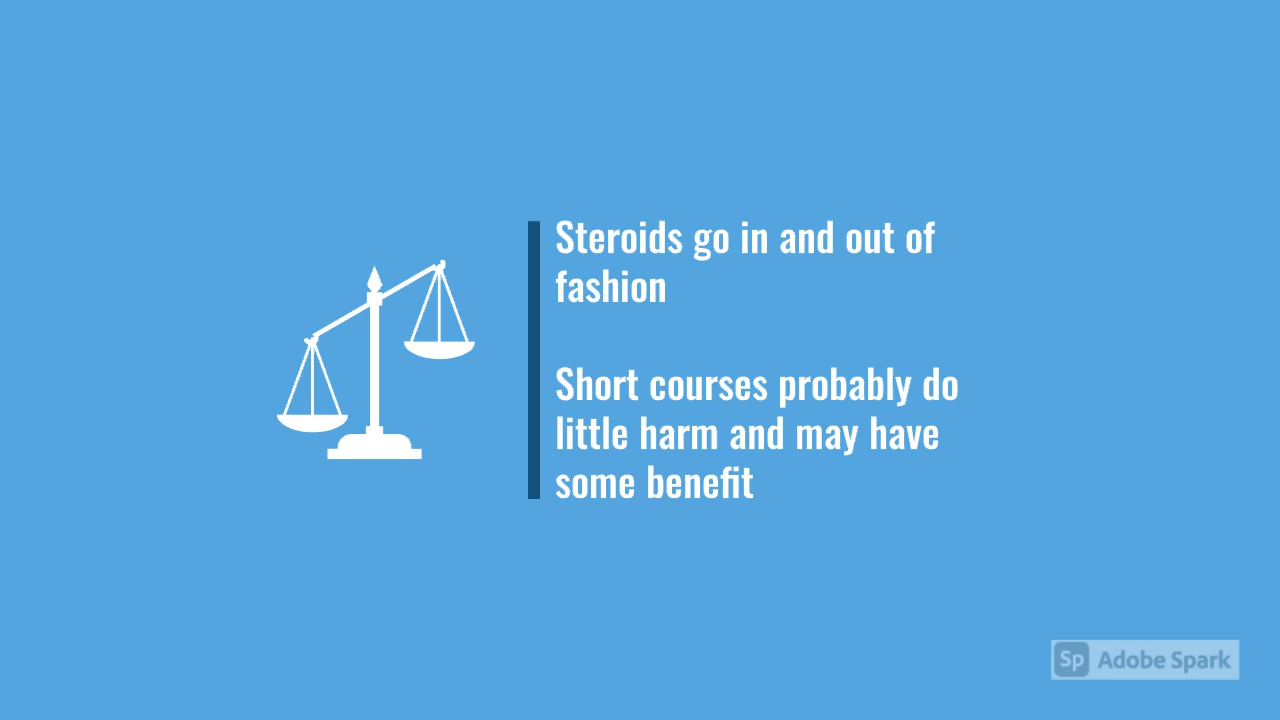 Steroids go in and out of
fashion
Short courses probably do
little harm and may have
some benefit
Sp Adobe Spark